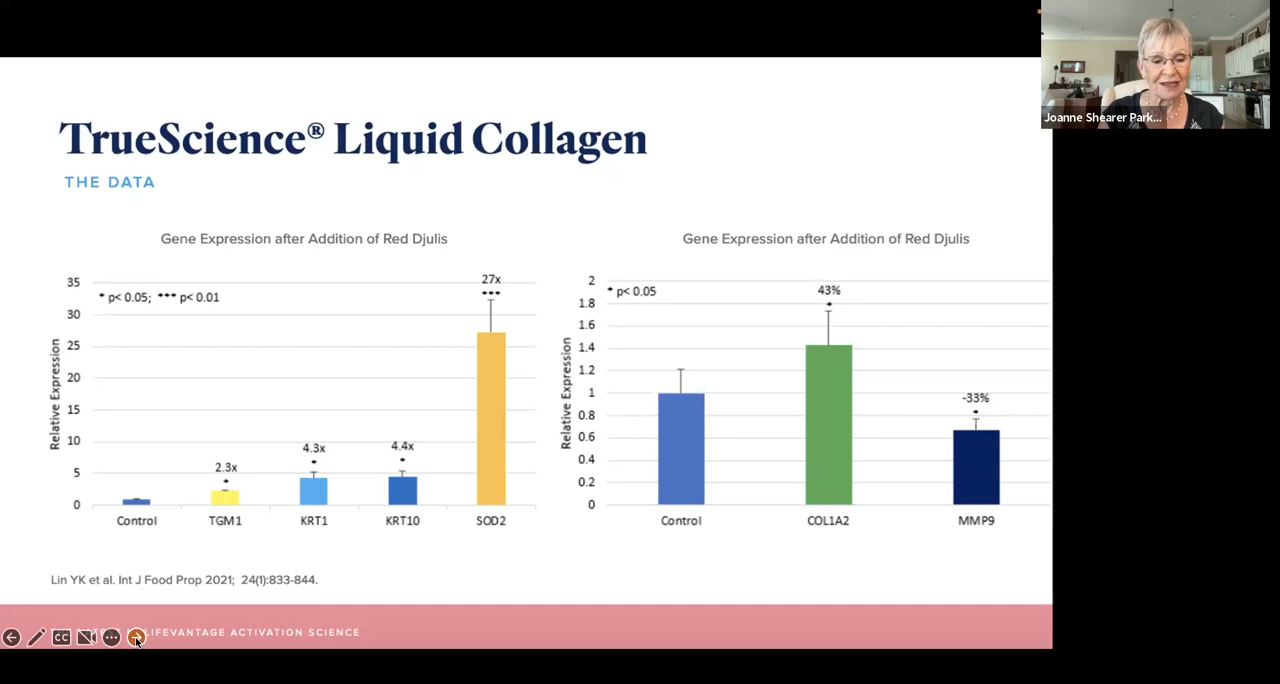 Joanne Shearer Park...
TrueScience® Liquid Collagen
THE DATA
Gene Expression after Addition of Red Djulis
* p< 0.05; *** p< 0.01
Relative Expression
35
30
25
20
15
10
5
0
2.3x
*
4.3x
*
4.4x
*
27x
***
Control TGM1 KRT1 KRT10 SOD2
Gene Expression after Addition of Red Djulis
* p< 0.05
Relative Expression
2
1.8
1.6
1.4
1.2
1
0.8
0.6
0.4
0.2
0
43%
*
-33%
*
Control COL1A2 MMP9
Lin YK et al. Int J Food Prop 2021; 24(1):833-844.
CC
LIFEVANTAGE ACTIVATION SCIENCE